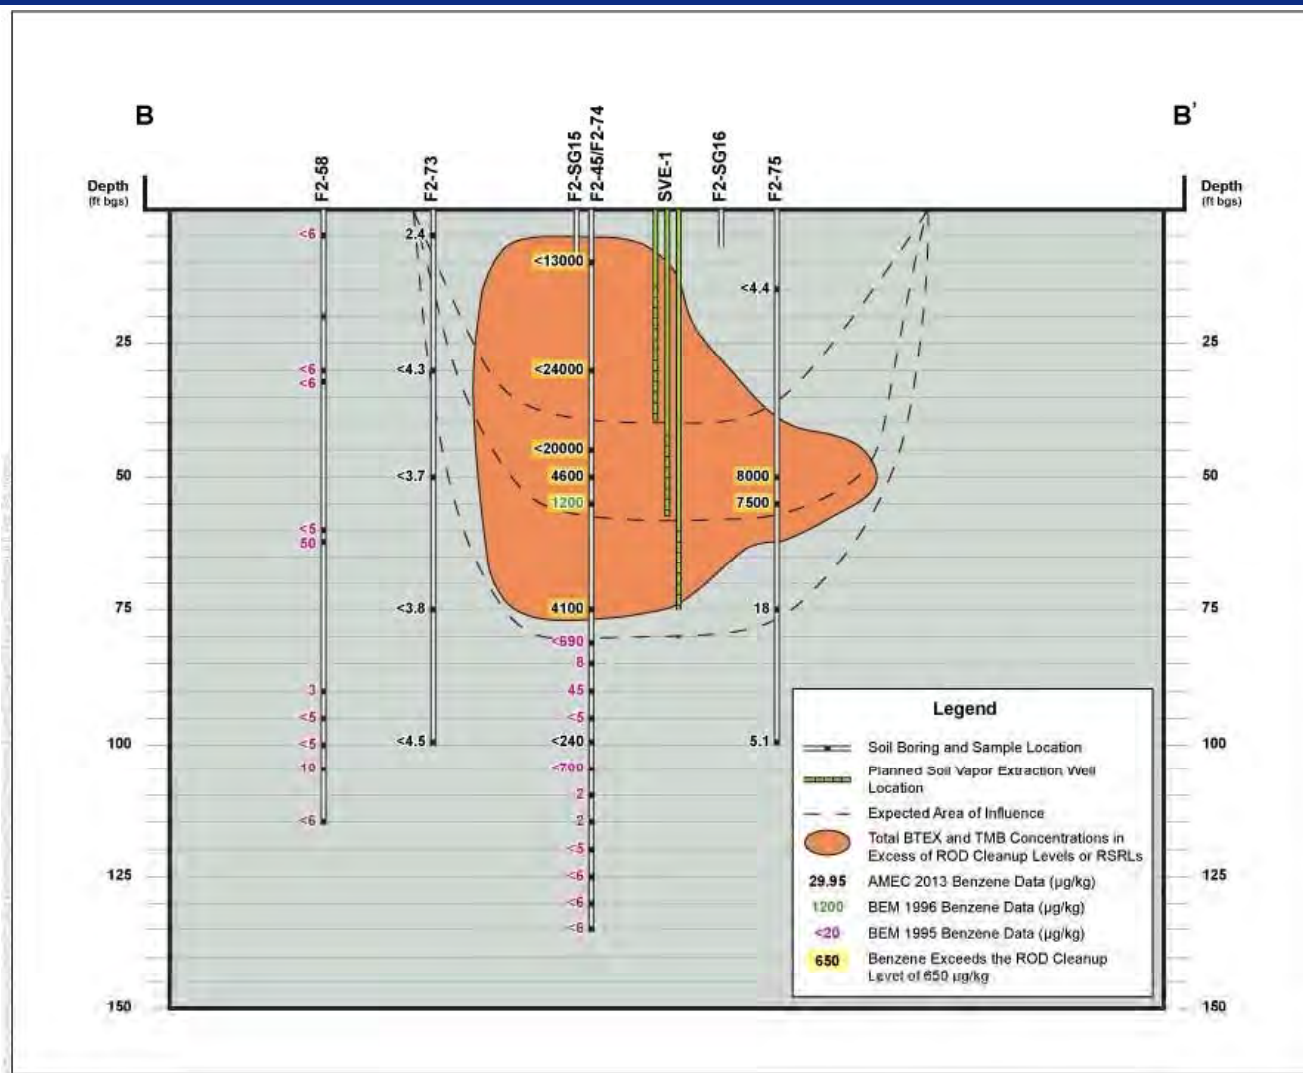 B
B'
F2-58
F2-73
F2-SG15
F2-45/F2-74
SVE-1
F2-SG16
F2-75
Depth
(ft bgs)
Depth
(ft bgs)
<6
2.4
<13000
<4.4
25
25
<6
<4.3
<24000
<6
<20000
50
<3.7
4600
8000
50
1200
7500
<5
50
75
<3.8
4100
18
75
<690
8
3
45
<5
<5
100
<5
<4.5
<240
5.1
100
10
<700
2
<6
2
<5
125
<6
125
<6
<6
150
150
Legend
Soil Boring and Sample Location
Planned Soil Vapor Extraction Well
Location
Expected Area of Influence
Total BTEX and TMB Concentrations in
Excess of ROD Cleanup Levels or RSRLs
29.95 AMEC 2013 Benzene Data (µg/kg)
1200 BEM 1996 Benzene Data (µg/kg)
<20 BEM 1995 Benzene Data (µg/kg)
650 Benzene Exceeds the ROD Cleanup
Level of 650 µg/kg